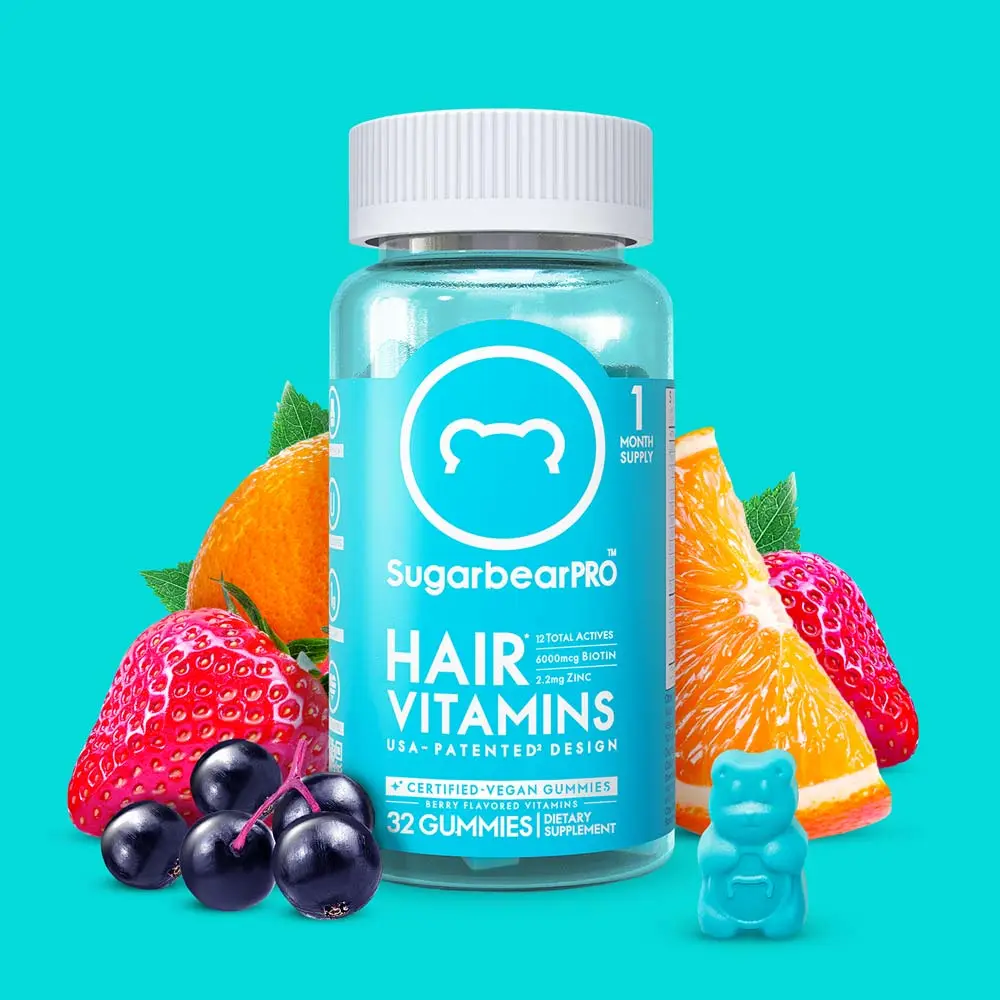 1
MONTH
SUPPLY
SugarbearPRO™
HAIR*
VITAMINS
12 TOTAL ACTIVES
6000mcg BIOTIN
2.2mg ZINC
USA-PATENTED² DESIGN
CERTIFIED-VEGAN GUMMIES
BERRY FLAVORED VITAMINS
32 GUMMIES
DIETARY
SUPPLEMENT